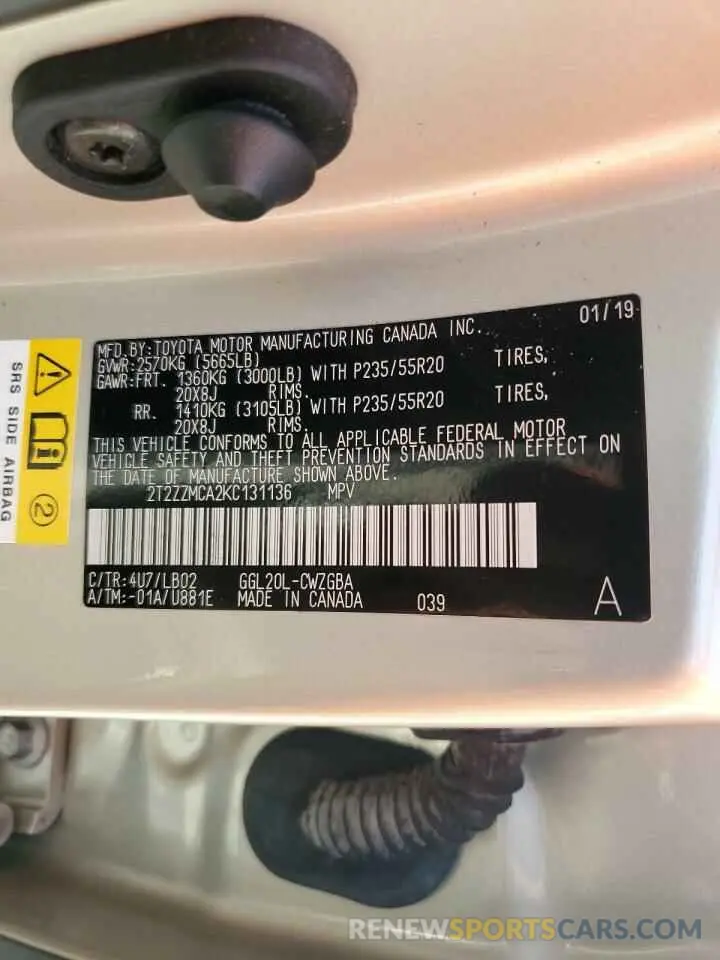 01/19
MFD. BY: TOYOTA MOTOR MANUFACTURING CANADA INC.
GVWR: 2570KG (5665LB)
GAWR: FRT. 1360KG (3000LB) WITH P235/55R20 TIRES,
20X8J RIMS.
RR. 1410KG (3105LB) WITH P235/55R20 TIRES,
20X8J RIMS.
THIS VEHICLE CONFORMS TO ALL APPLICABLE FEDERAL MOTOR
VEHICLE SAFETY AND THEFT PREVENTION STANDARDS IN EFFECT ON
THE DATE OF MANUFACTURE SHOWN ABOVE.
2T2ZZMCA2KC131136 MPV
C/TR: 4U7/LB02 GGL20L-CWZGBA
A/TM: -01A/U881E MADE IN CANADA 039 A
SRS SIDE AIRBAG
2
RENEWSPORTSCARS.COM